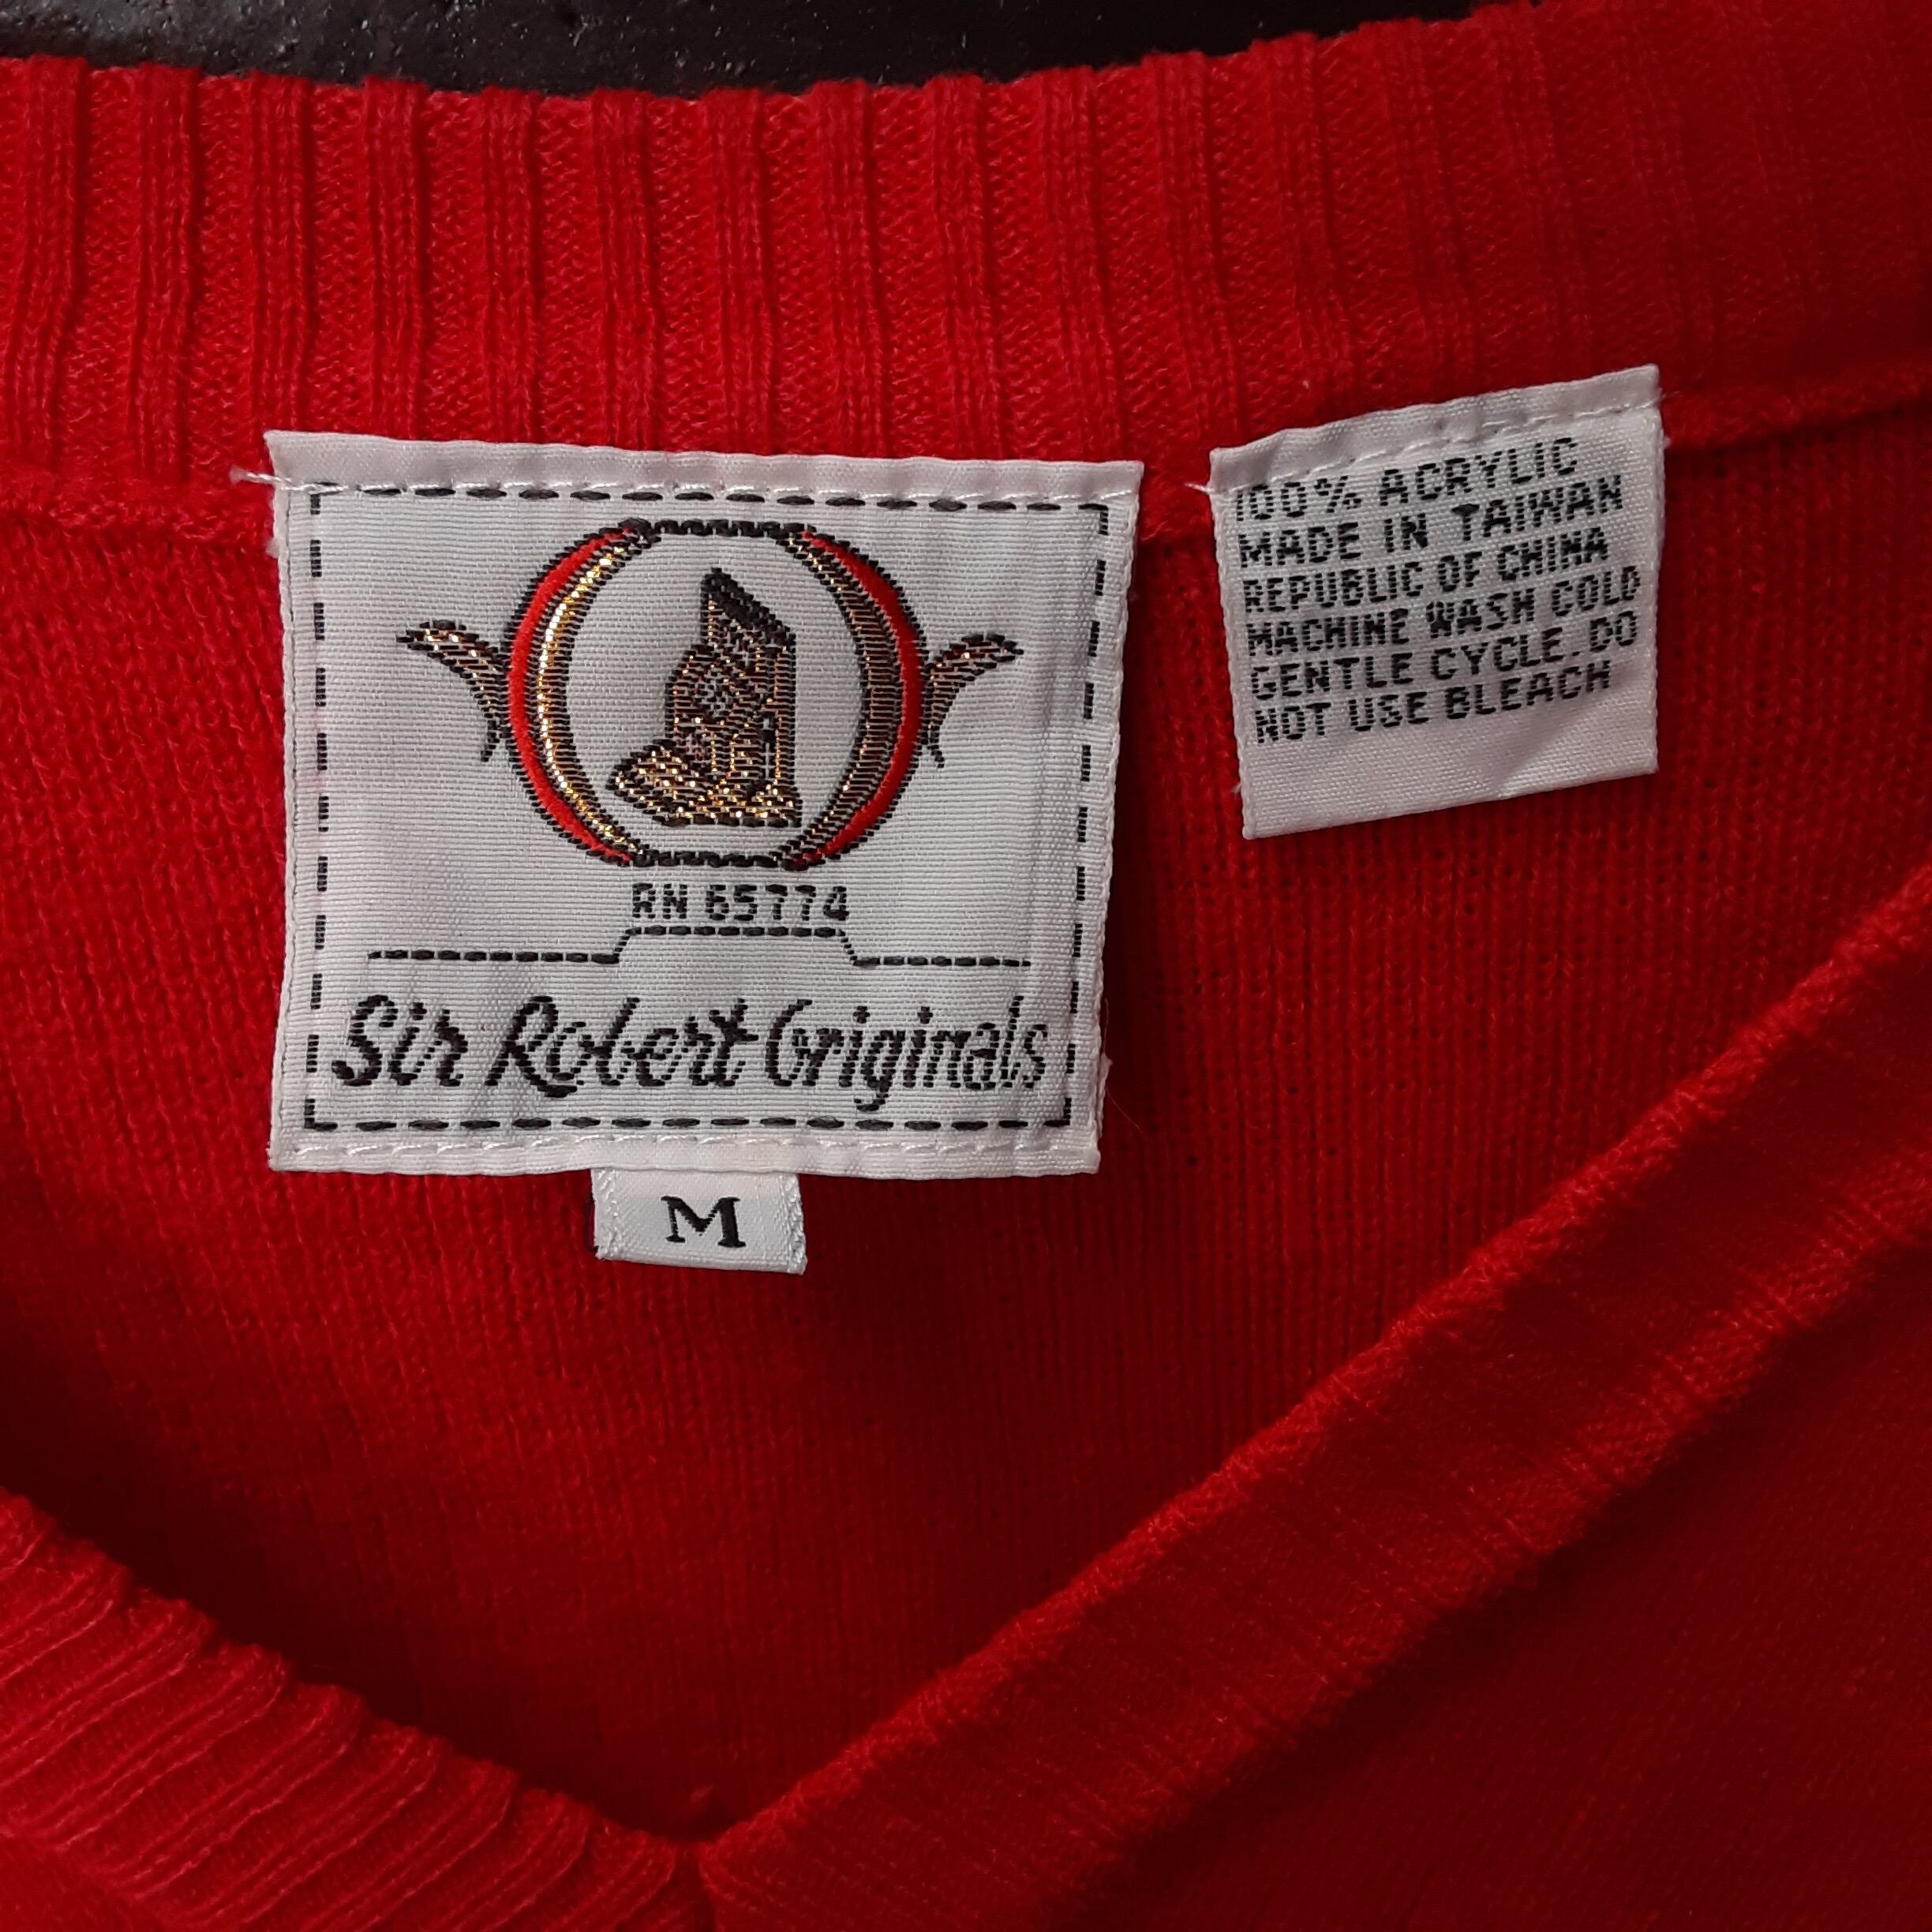 RN 65774
Sir Robert Originals
M
100% ACRYLIC
MADE IN TAIWAN
REPUBLIC OF CHINA
MACHINE WASH COLD
GENTLE CYCLE. DO
NOT USE BLEACH